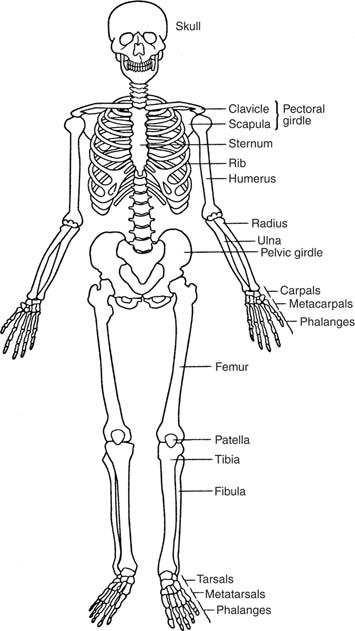 Skull
Clavicle
Scapula
Pectoral
girdle
Sternum
Rib
Humerus
Radius
Ulna
Pelvic girdle
Carpals
Metacarpals
Phalanges
Femur
Patella
Tibia
Fibula
Tarsals
Metatarsals
Phalanges